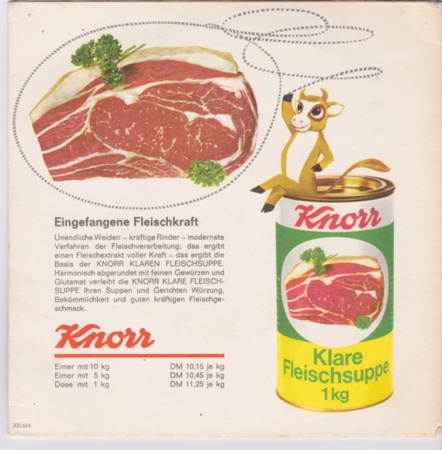 Eingefangene Fleischkraft
Unendliche Weiden – kräftige Rinder – modernste
Verfahren der Fleischverarbeitung; das ergibt
einen Fleischextrakt voller Kraft – das ergibt die
Basis der KNORR KLAREN FLEISCHSUPPE.
Harmonisch abgerundet mit feinen Gewürzen und
Glutamat verleiht die KNORR KLARE FLEISCH-
SUPPE Ihren Suppen und Gerichten Würzung,
Bekömmlichkeit und guten kräftigen Fleischge-
schmack.
Knorr
Eimer mit 10 kg DM 10,15 je kg
Eimer mit 5 kg DM 10,45 je kg
Dose mit 1 kg DM 11,25 je kg
Knorr
Klare
Fleischsuppe
1kg